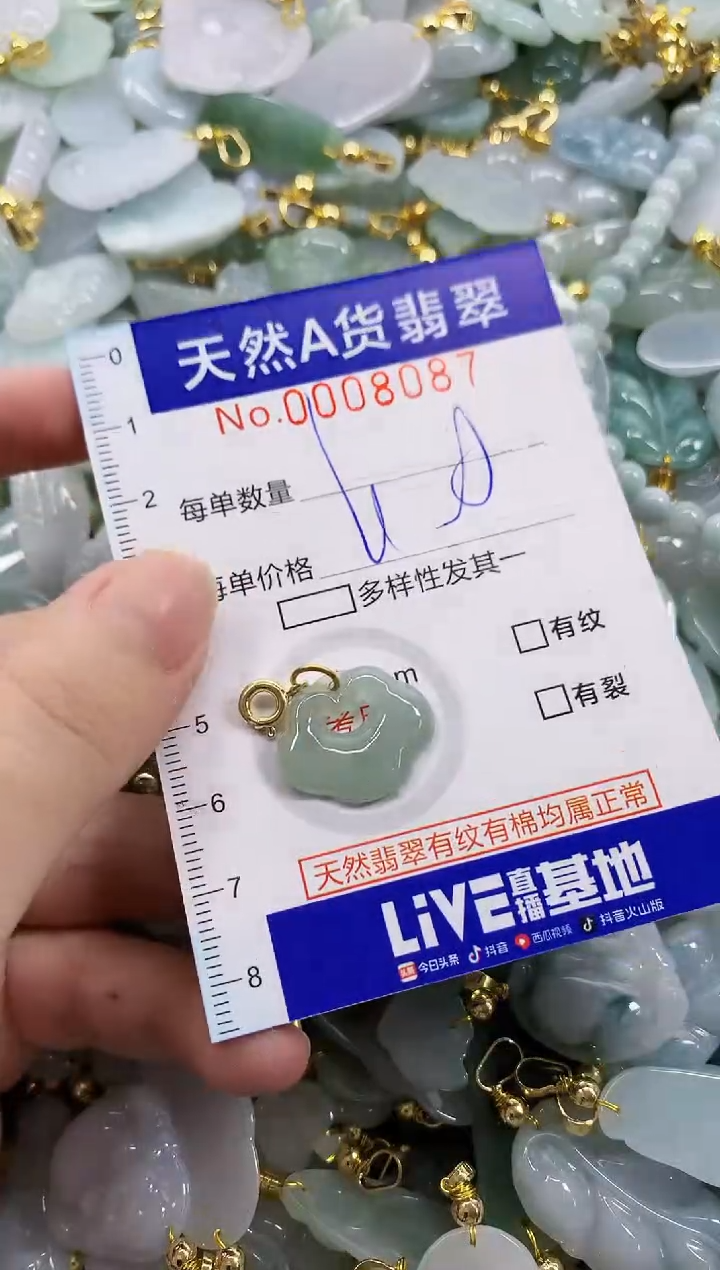 天然A货翡翠
No.0008087
0
1
2
每单数量
每单价格
多样性发其一
有纹
m
考
有裂
5
6
天然翡翠有纹有棉均属正常
7
LiVE直播基地
8
头条 今日头条 抖音 西瓜视频 抖音火山版